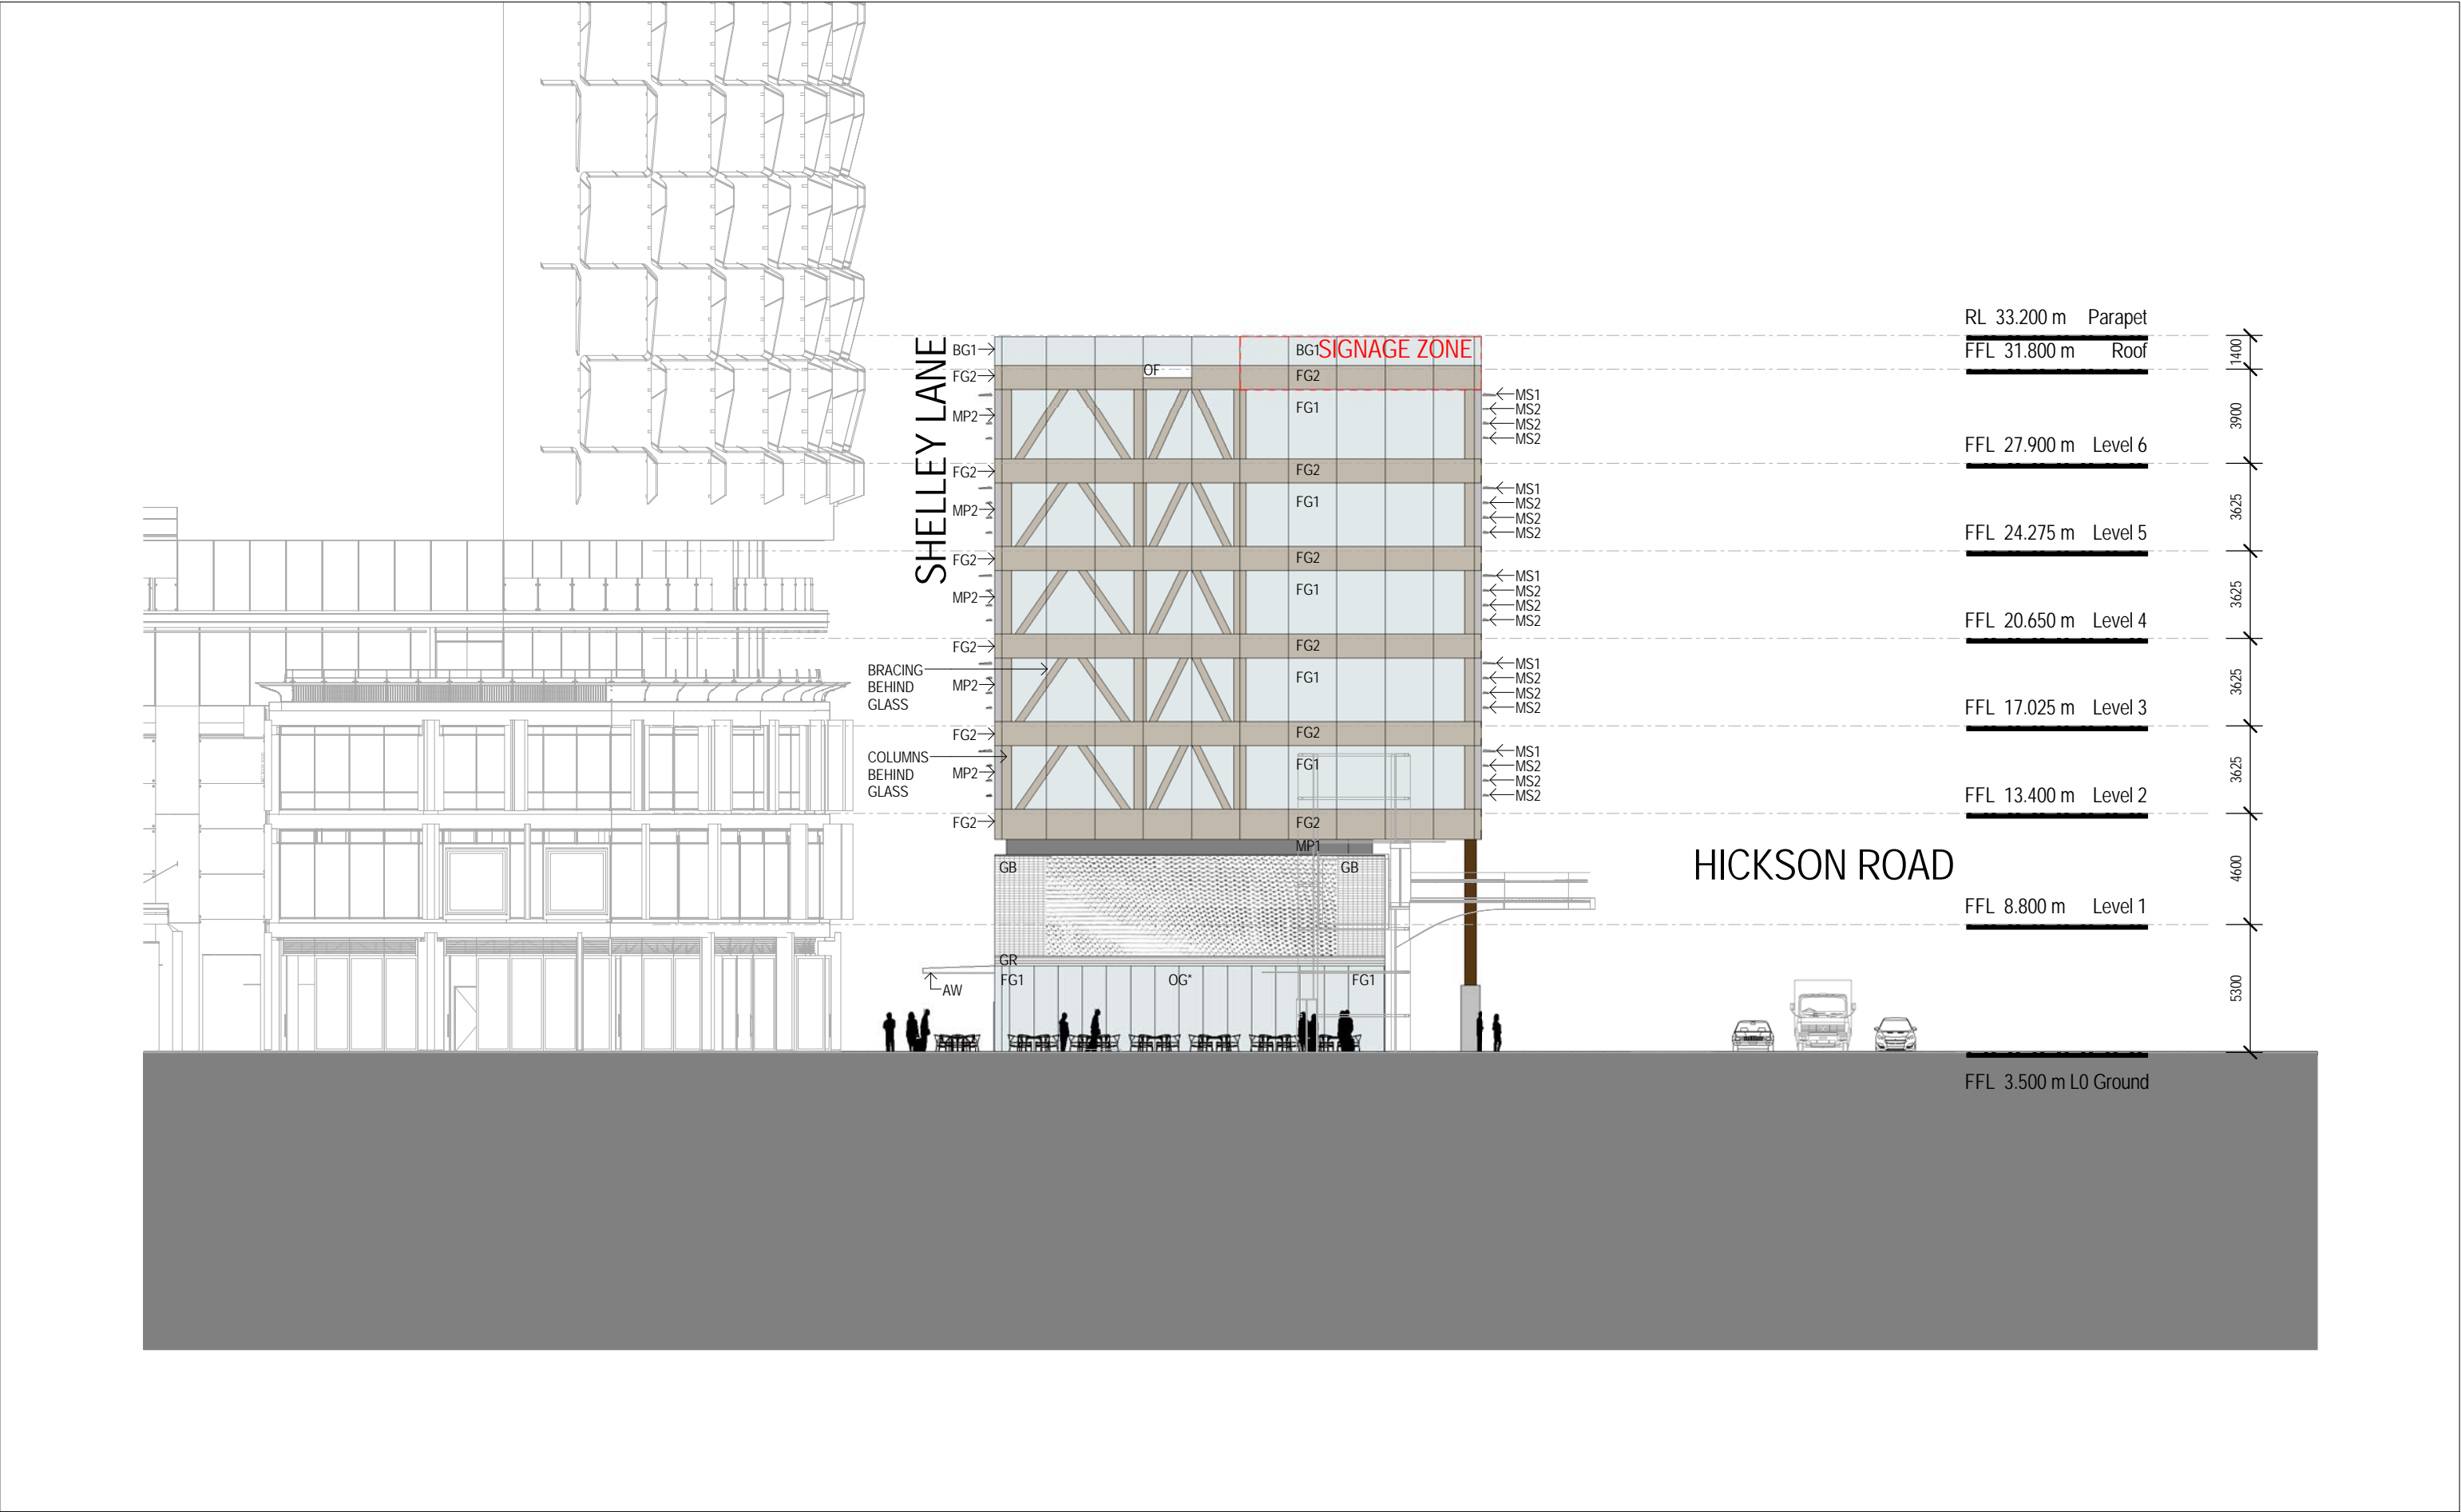 SHELLEY LANE
BG1
FG2
MP2
FG2
MP2
FG2
MP2
FG2
MP2
FG2
MP2
FG2
BRACING
BEHIND
GLASS
COLUMNS
BEHIND
GLASS
AW
BG1
SIGNAGE ZONE
OF
FG2
FG1
FG2
FG1
FG2
FG1
FG2
FG1
FG2
FG1
FG2
MP1
GB
GB
GR
FG1
OG*
FG1
MS1
MS2
MS2
MS2
MS1
MS2
MS2
MS2
MS1
MS2
MS2
MS2
MS1
MS2
MS2
MS2
MS1
MS2
MS2
MS2
HICKSON ROAD
RL 33.200 m Parapet
FFL 31.800 m Roof
FFL 27.900 m Level 6
FFL 24.275 m Level 5
FFL 20.650 m Level 4
FFL 17.025 m Level 3
FFL 13.400 m Level 2
FFL 8.800 m Level 1
FFL 3.500 m L0 Ground
1400
3900
3625
3625
3625
3625
4600
5300